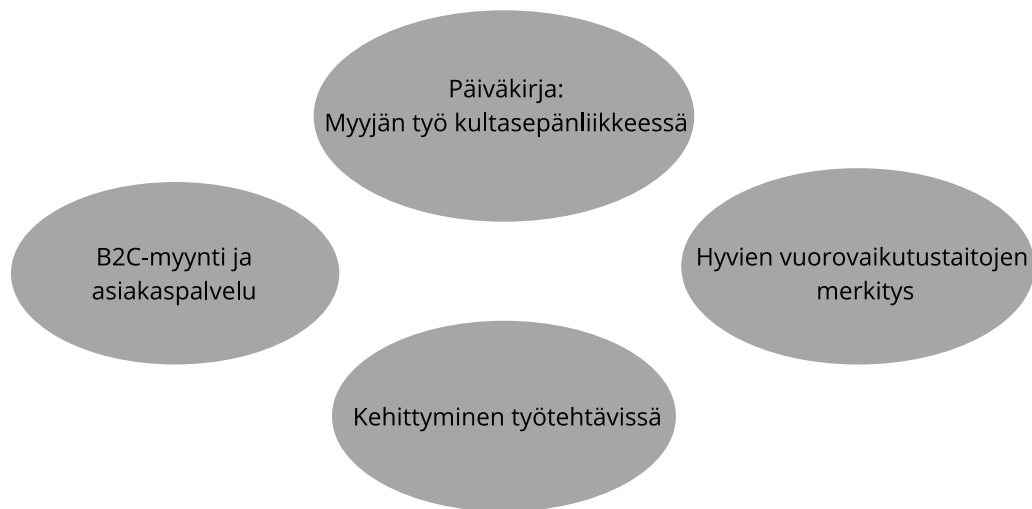 Päiväkirja:
Myyjän työ kultasepänliikkeessä
B2C-myynti ja
asiakaspalvelu
Hyvien vuorovaikutustaitojen
merkitys
Kehittyminen työtehtävissä